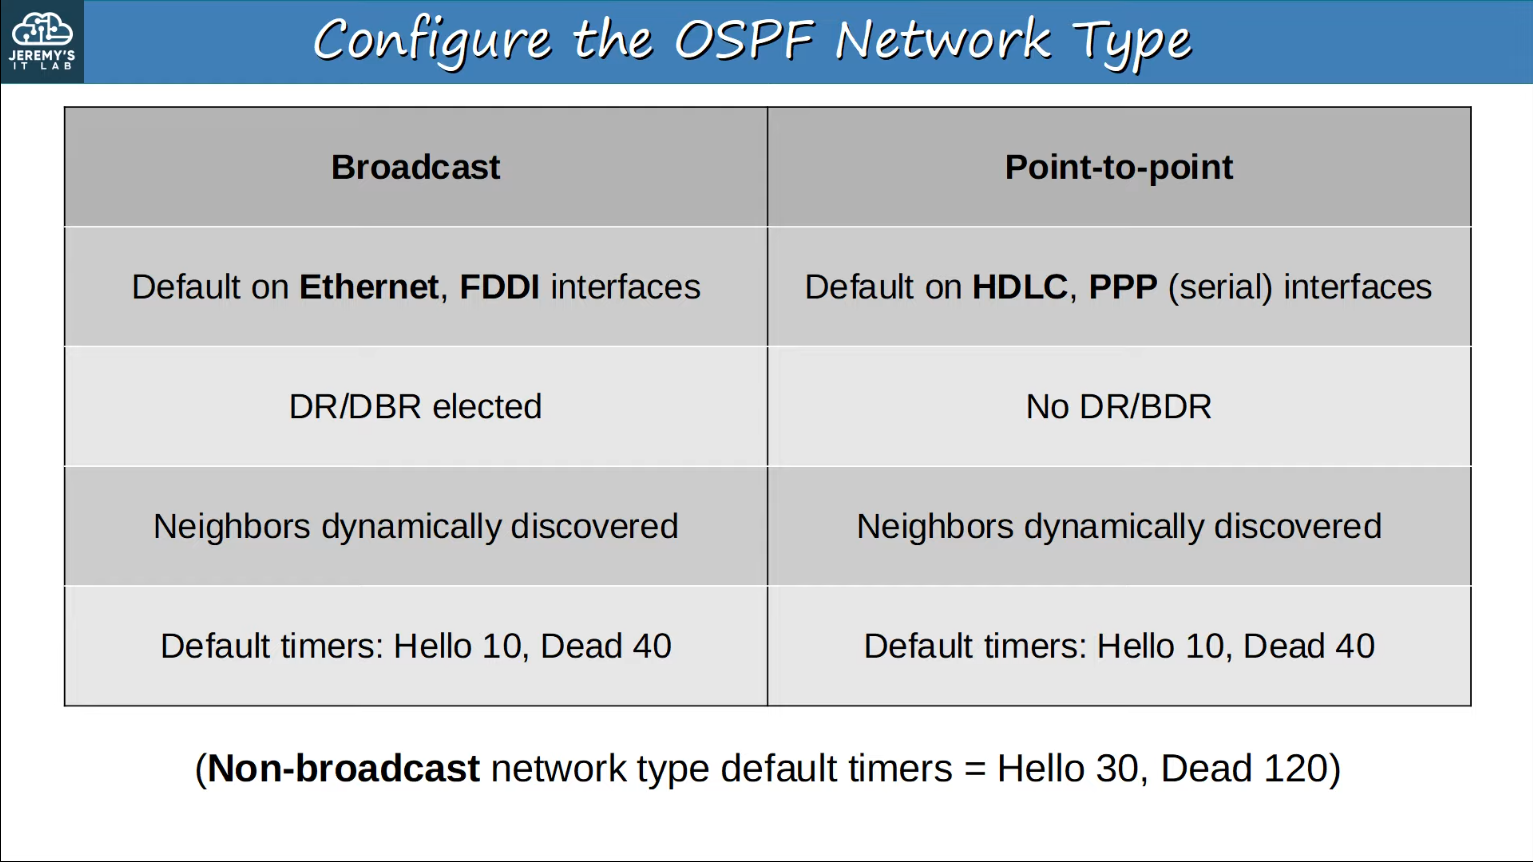 JEREMY'S
IT LAB
Configure the OSPF Network Type
Broadcast
Point-to-point
Default on Ethernet, FDDI interfaces
Default on HDLC, PPP (serial) interfaces
DR/DBR elected
No DR/BDR
Neighbors dynamically discovered
Neighbors dynamically discovered
Default timers: Hello 10, Dead 40
Default timers: Hello 10, Dead 40
(Non-broadcast network type default timers = Hello 30, Dead 120)